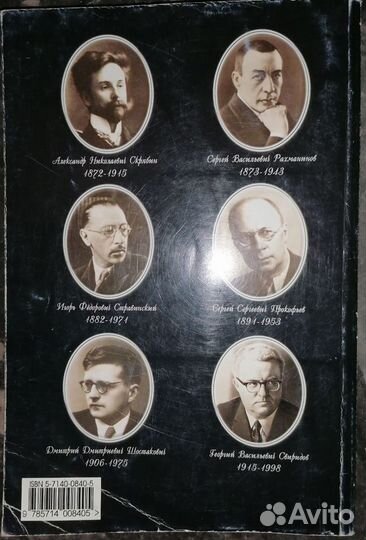 Александр Николаевич Скрябин
1872-1915
Сергей Васильевич Рахманинов
1873-1943
Игорь Фёдорович Стравинский
1882-1971
Сергей Сергеевич Прокофьев
1891-1953
Дмитрий Дмитриевич Шостакович
1906-1975
Георгий Васильевич Свиридов
1915-1998
ISBN 5-7140-0840-5
9 785714 008405
Avito